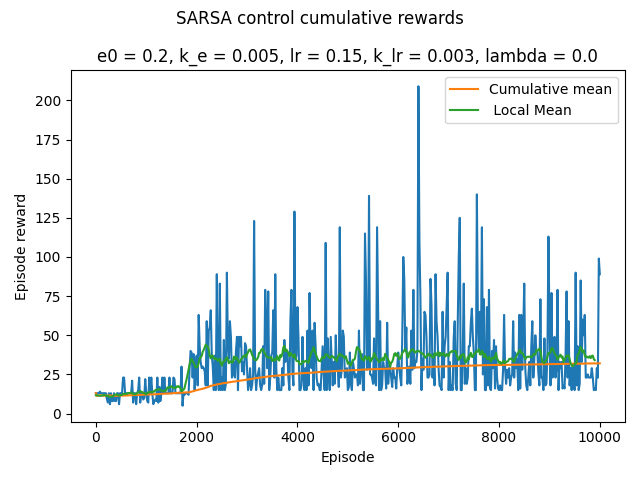 SARSA control cumulative rewards
e0 = 0.2, k_e = 0.005, lr = 0.15, k_lr = 0.003, lambda = 0.0
Cumulative mean
Local Mean
200
175
150
125
100
75
50
25
0
Episode reward
0 2000 4000 6000 8000 10000
Episode